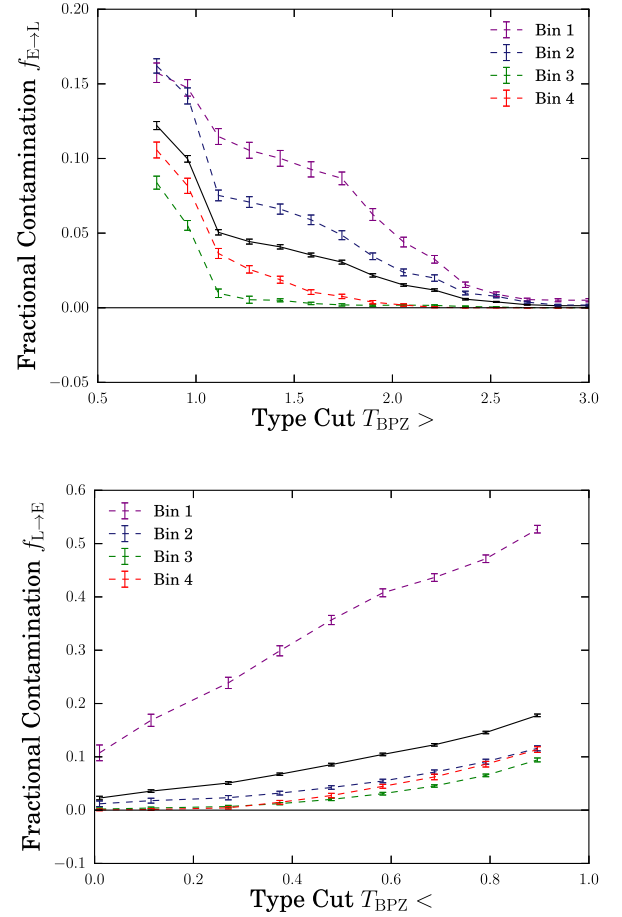 0.20
0.15
0.10
0.05
0.00
−0.05
Fractional Contamination f_E→L
Bin 1
Bin 2
Bin 3
Bin 4
0.5 1.0 1.5 2.0 2.5 3.0
Type Cut T_BPZ >
0.6
0.5
0.4
0.3
0.2
0.1
0.0
−0.1
Fractional Contamination f_L→E
Bin 1
Bin 2
Bin 3
Bin 4
0.0 0.2 0.4 0.6 0.8 1.0
Type Cut T_BPZ <